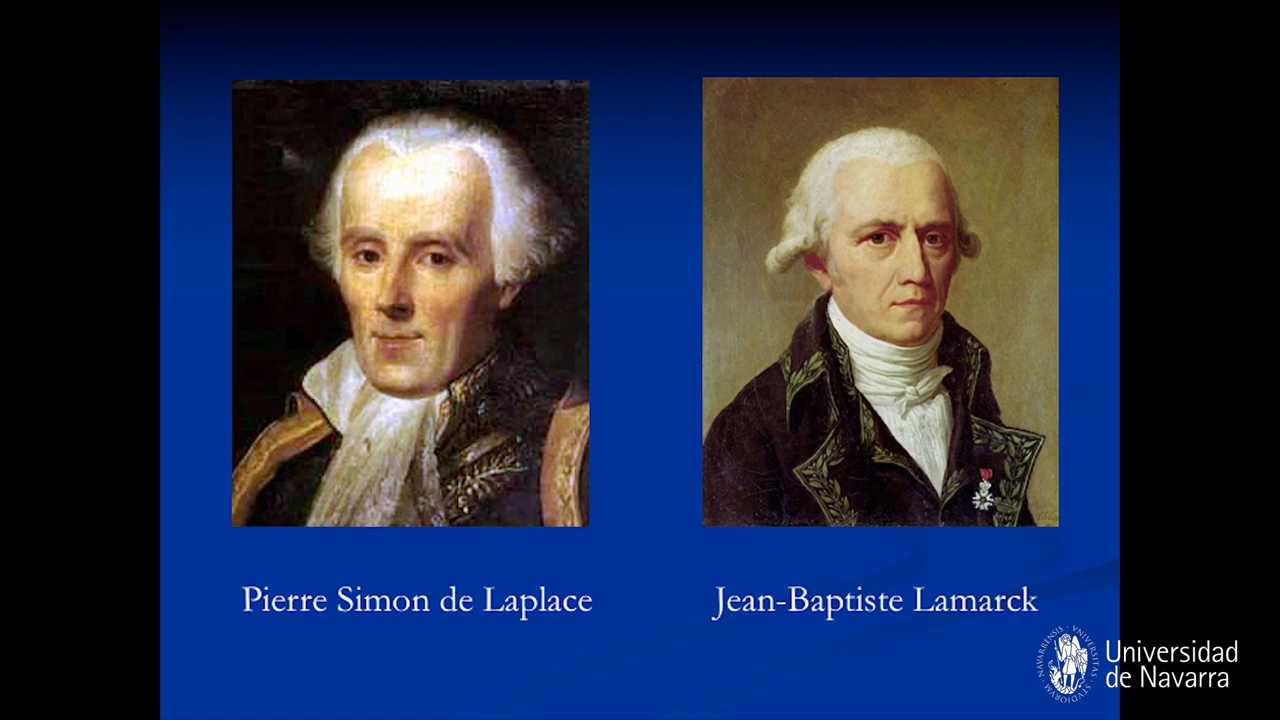 Pierre Simon de Laplace
Jean-Baptiste Lamarck
Universidad
de Navarra